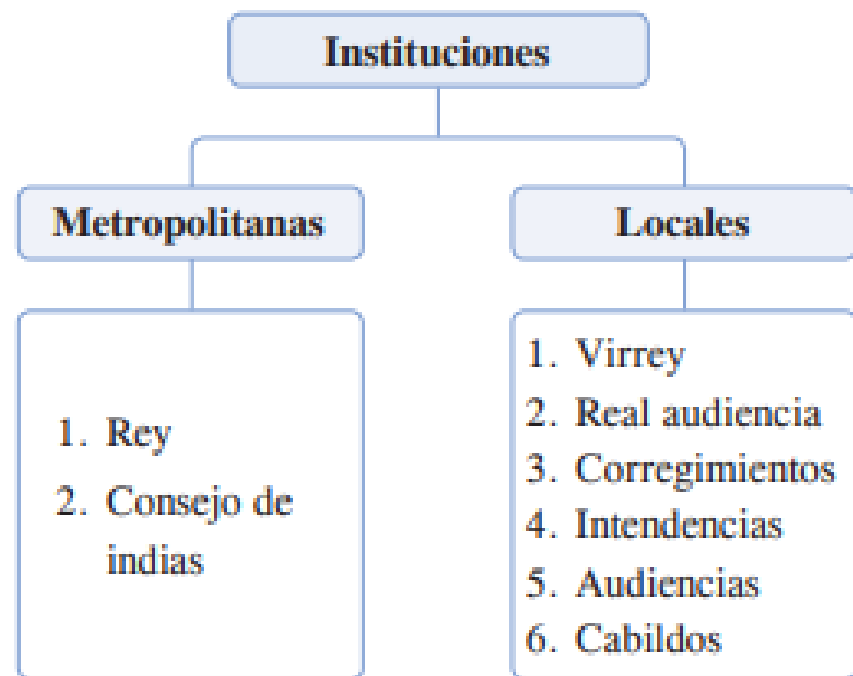 Instituciones
Metropolitanas
1. Rey
2. Consejo de
indias
Locales
1. Virrey
2. Real audiencia
3. Corregimientos
4. Intendencias
5. Audiencias
6. Cabildos